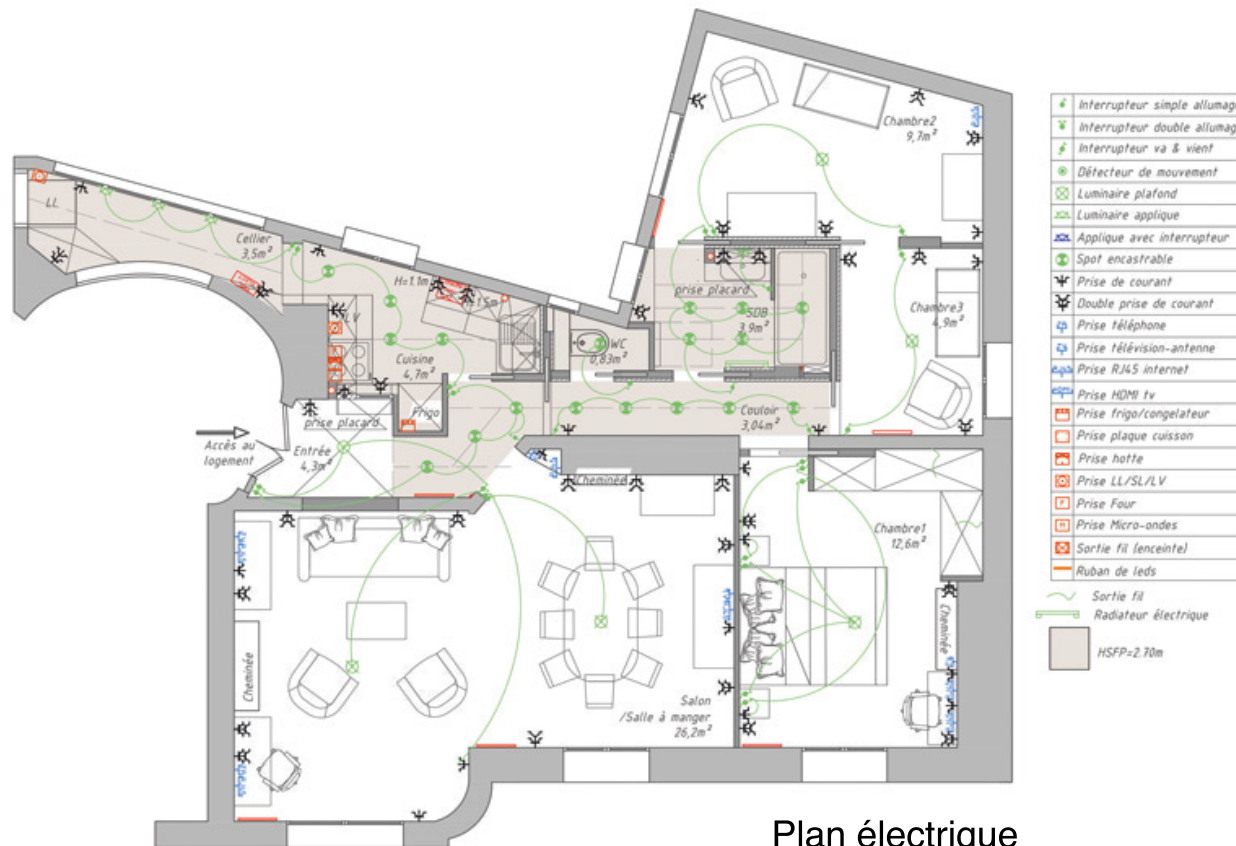 Chambre2
9,7m²
LL
Cellier
3,5m²
H=1.1m
prise placard
SDB
3,9m²
Chambre3
4,9m²
LV
WC
0,83m²
Cuisine
4,7m²
Frigo
prise placard
Couloir
3,04m²
Accès au
logement
Entrée
4,3m²
Cheminée
Chambre1
12,6m²
Cheminée
Cheminée
Salon
/Salle à manger
26,2m²
Interrupteur simple allumag
Interrupteur double allumag
Interrupteur va & vient
Détecteur de mouvement
Luminaire plafond
Luminaire applique
Applique avec interrupteur
Spot encastrable
Prise de courant
Double prise de courant
Prise téléphone
Prise télévision-antenne
Prise RJ45 internet
Prise HDMI tv
Prise frigo/congelateur
Prise plaque cuisson
Prise hotte
Prise LL/SL/LV
Prise Four
Prise Micro-ondes
Sortie fil (enceinte)
Ruban de leds
Sortie fil
Radiateur électrique
HSFP=2.70m
Plan électrique